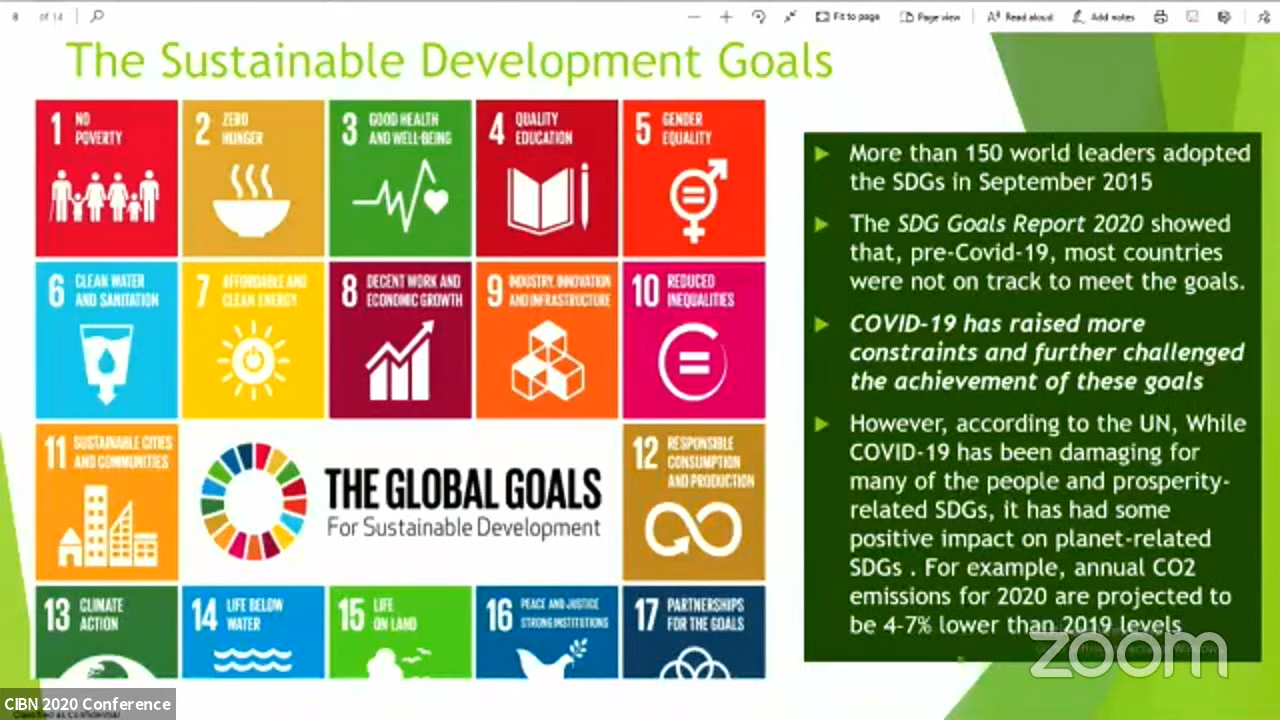 8 of 14
Fit to page
Page view
Read aloud
Add notes
The Sustainable Development Goals
1 NO
POVERTY
2 ZERO
HUNGER
3 GOOD HEALTH
AND WELL-BEING
4 QUALITY
EDUCATION
5 GENDER
EQUALITY
6 CLEAN WATER
AND SANITATION
7 AFFORDABLE AND
CLEAN ENERGY
8 DECENT WORK AND
ECONOMIC GROWTH
9 INDUSTRY, INNOVATION
AND INFRASTRUCTURE
10 REDUCED
INEQUALITIES
11 SUSTAINABLE CITIES
AND COMMUNITIES
THE GLOBAL GOALS
For Sustainable Development
12 RESPONSIBLE
CONSUMPTION
AND PRODUCTION
13 CLIMATE
ACTION
14 LIFE BELOW
WATER
15 LIFE
ON LAND
16 PEACE AND JUSTICE
STRONG INSTITUTIONS
17 PARTNERSHIPS
FOR THE GOALS
More than 150 world leaders adopted
the SDGs in September 2015
The SDG Goals Report 2020 showed
that, pre-Covid-19, most countries
were not on track to meet the goals.
COVID-19 has raised more
constraints and further challenged
the achievement of these goals
However, according to the UN, While
COVID-19 has been damaging for
many of the people and prosperity-
related SDGs, it has had some
positive impact on planet-related
SDGs . For example, annual CO2
emissions for 2020 are projected to
be 4-7% lower than 2019 levels
zoom
CIBN 2020 Conference
Classified as Confidential